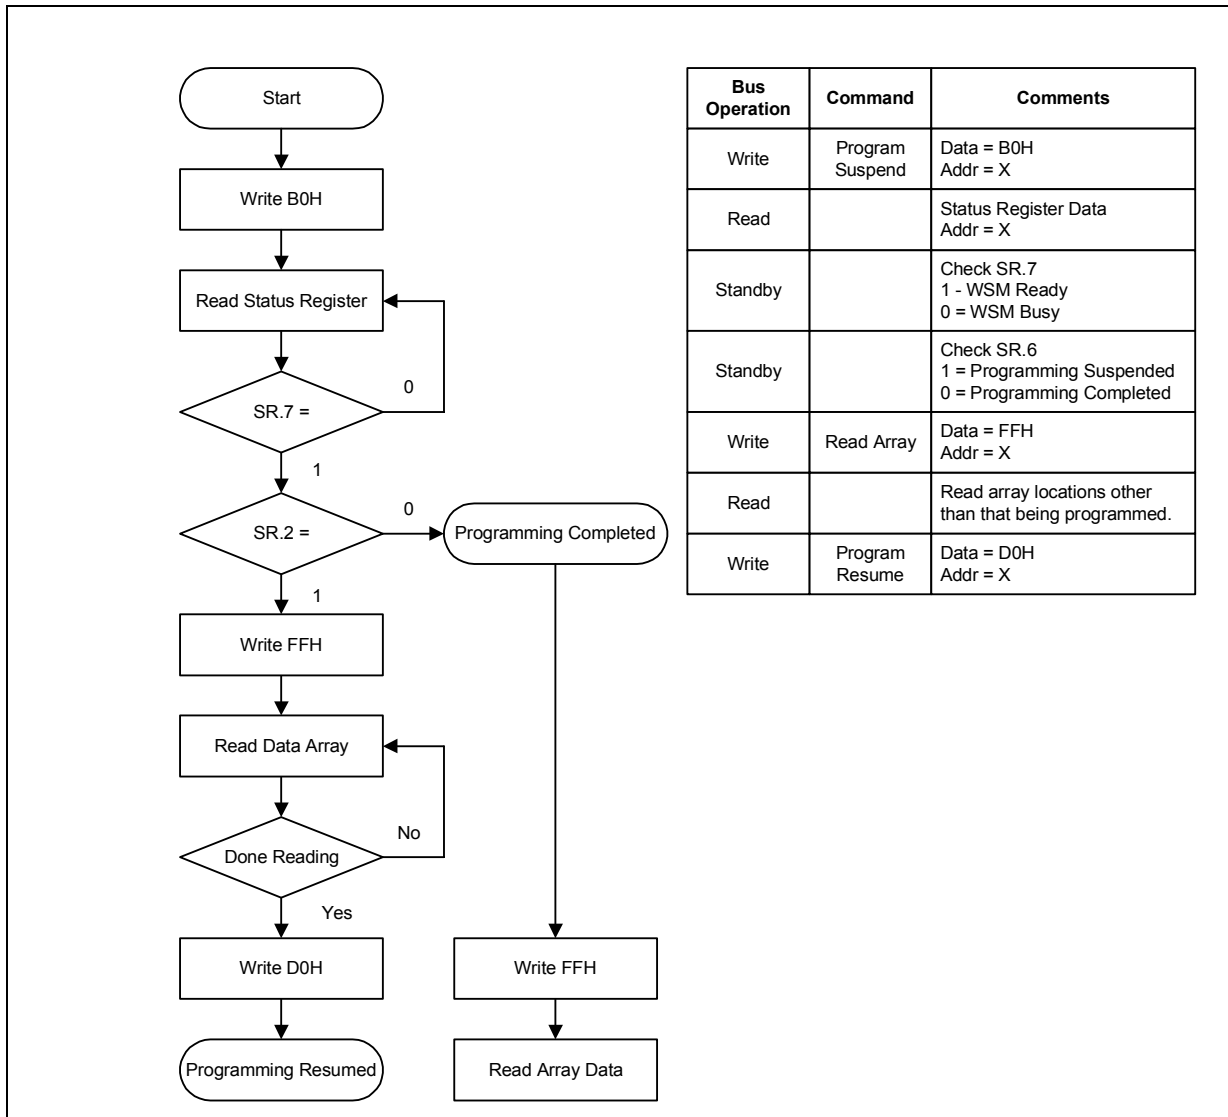 Start
Write B0H
Read Status Register
0
SR.7 =
1
0
SR.2 =
Programming Completed
1
Write FFH
Read Data Array
No
Done Reading
Yes
Write D0H
Write FFH
Programming Resumed
Read Array Data
Bus
Operation
Command
Comments
Write
Program
Suspend
Data = B0H
Addr = X
Read
Status Register Data
Addr = X
Standby
Check SR.7
1 - WSM Ready
0 = WSM Busy
Standby
Check SR.6
1 = Programming Suspended
0 = Programming Completed
Write
Read Array
Data = FFH
Addr = X
Read
Read array locations other
than that being programmed.
Write
Program
Resume
Data = D0H
Addr = X